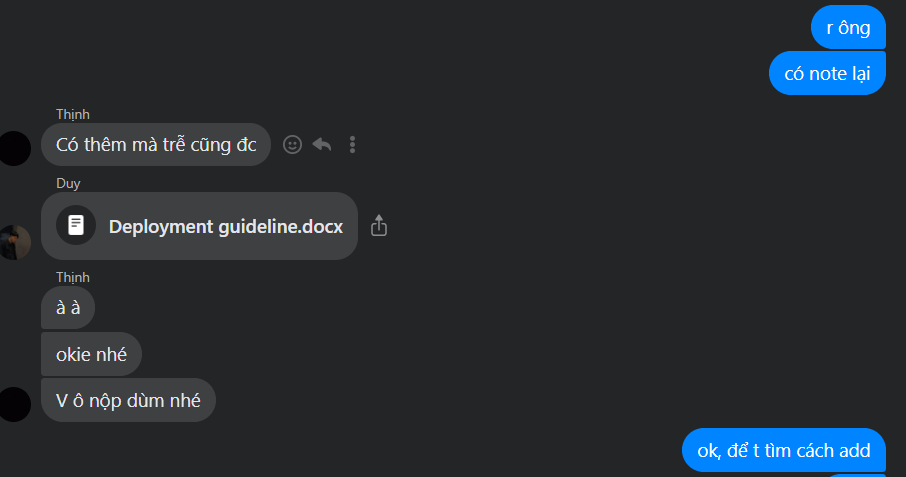 r ông
có note lại
Thịnh
Có thêm mà trễ cũng đc
Duy
Deployment guideline.docx
Thịnh
à à
okie nhé
V ô nộp dùm nhé
ok, để t tìm cách add